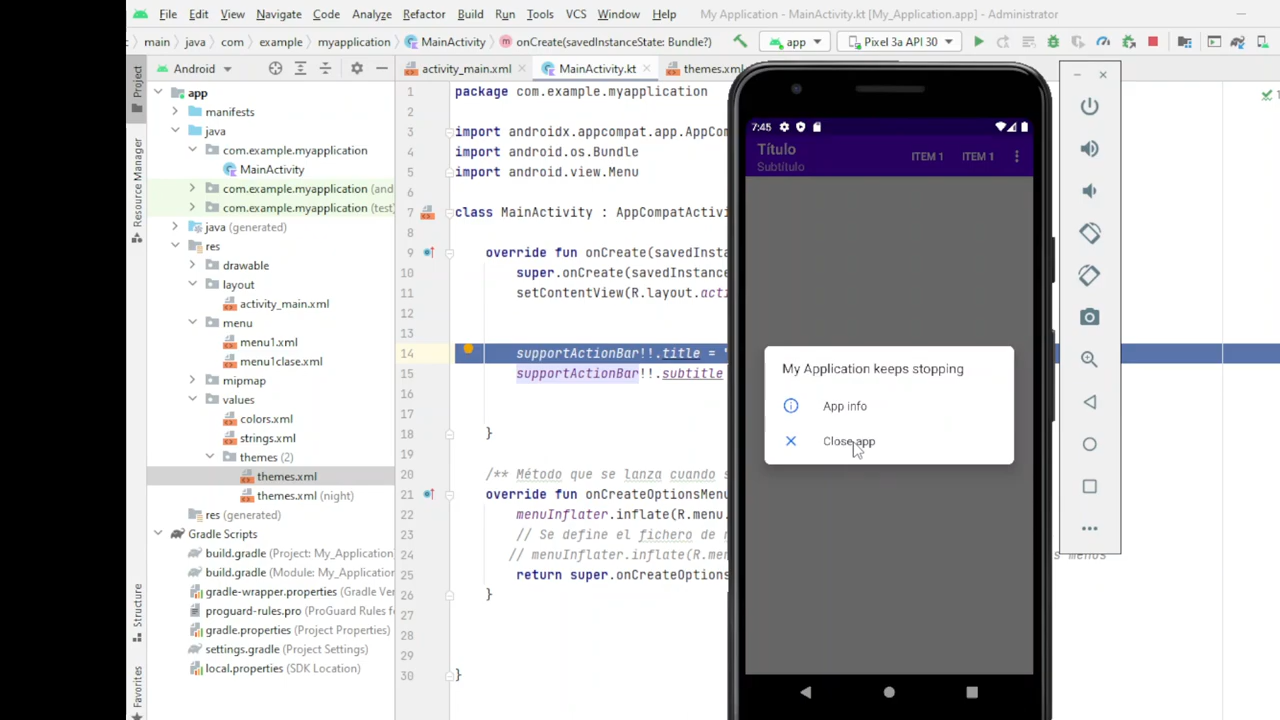 File Edit View Navigate Code Analyze Refactor Build Run Tools VCS Window Help My Application - MainActivity.kt [My_Application.app] - Administrator
main java com example myapplication MainActivity onCreate(savedInstanceState: Bundle?) app Pixel 3a API 30
Project
Resource Manager
Structure
Favorites
Android
app
manifests
java
com.example.myapplication
MainActivity
com.example.myapplication (and
com.example.myapplication (test)
java (generated)
res
drawable
layout
activity_main.xml
menu
menu1.xml
menu1clase.xml
mipmap
values
colors.xml
strings.xml
themes (2)
themes.xml
themes.xml (night)
res (generated)
Gradle Scripts
build.gradle (Project: My_Application
build.gradle (Module: My_Application
gradle-wrapper.properties (Gradle Ver
proguard-rules.pro (ProGuard Rules for
gradle.properties (Project Properties)
settings.gradle (Project Settings)
local.properties (SDK Location)
activity_main.xml MainActivity.kt themes.xml
1 package com.example.myapplication
2
3 import androidx.appcompat.app.AppCom
4 import android.os.Bundle
5 import android.view.Menu
6
7 class MainActivity : AppCompatActivi
8
9 override fun onCreate(savedInstance
10 super.onCreate(savedInstance
11 setContentView(R.layout.acti
12
13
14 supportActionBar!!.title = "
15 supportActionBar!!.subtitle
16
17
18 }
20 /** Método que se lanza cuando s
21 override fun onCreateOptionsMenu
22 menuInflater.inflate(R.menu.
23 // Se define el fichero de m
24 // menuInflater.inflate(R.men
25 return super.onCreateOptions
26 }
27
28
29
30 }
7:45
Título
Subtítulo
ITEM 1 ITEM 1
My Application keeps stopping
App info
Close app